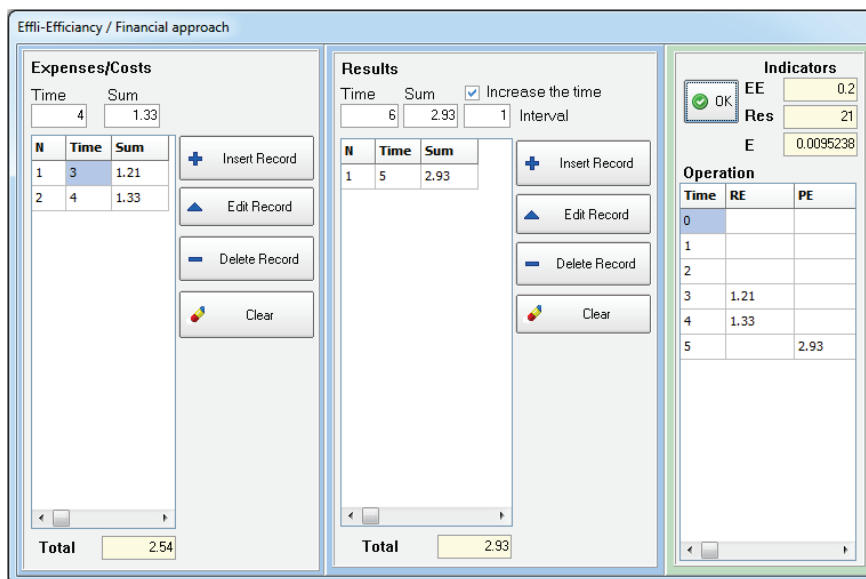 Effli-Efficiancy / Financial approach
Expenses/Costs
Time Sum
4 1.33
N Time Sum
1 3 1.21
2 4 1.33
Insert Record
Edit Record
Delete Record
Clear
Total 2.54
Results
Time Sum Increase the time
6 2.93 1 Interval
N Time Sum
1 5 2.93
Insert Record
Edit Record
Delete Record
Clear
Total 2.93
Indicators
OK
EE 0.2
Res 21
E 0.0095238
Operation
Time RE PE
0
1
2
3 1.21
4 1.33
5 2.93